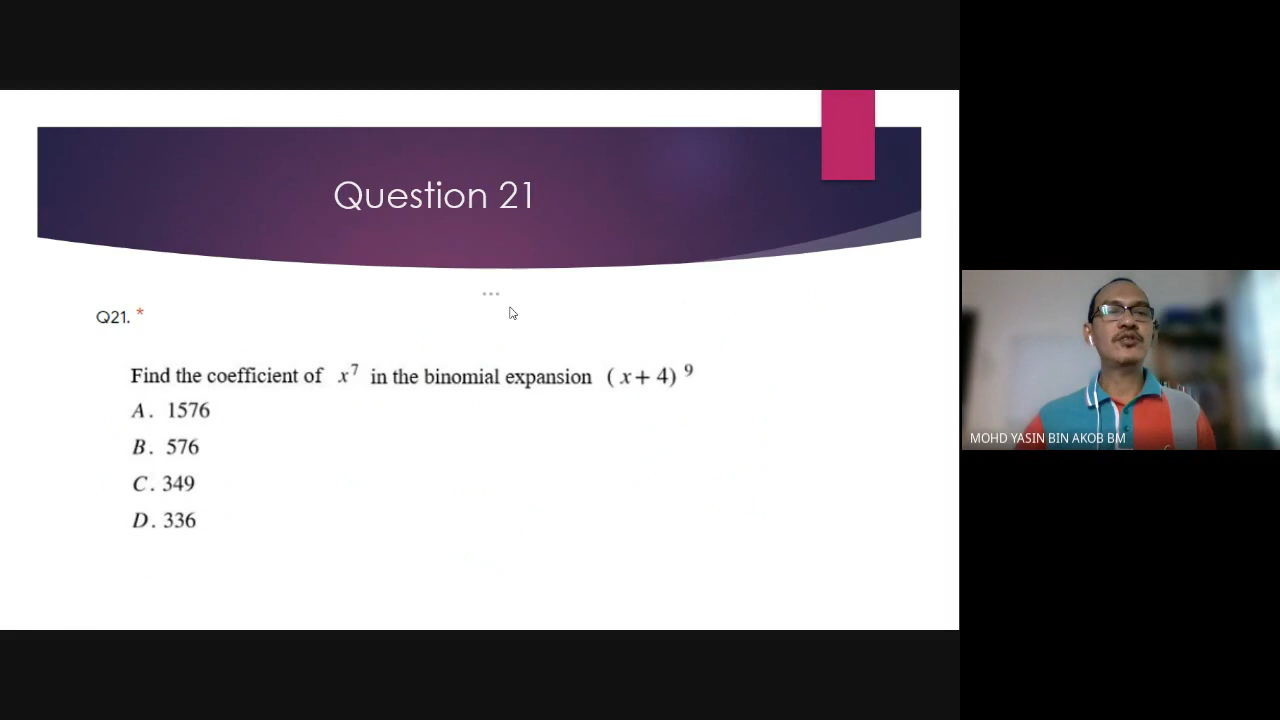 Question 21
Q21. *
Find the coefficient of x⁷ in the binomial expansion ( x + 4) ⁹
A. 1576
B. 576
C. 349
D. 336
MOHD YASIN BIN AKOB BM